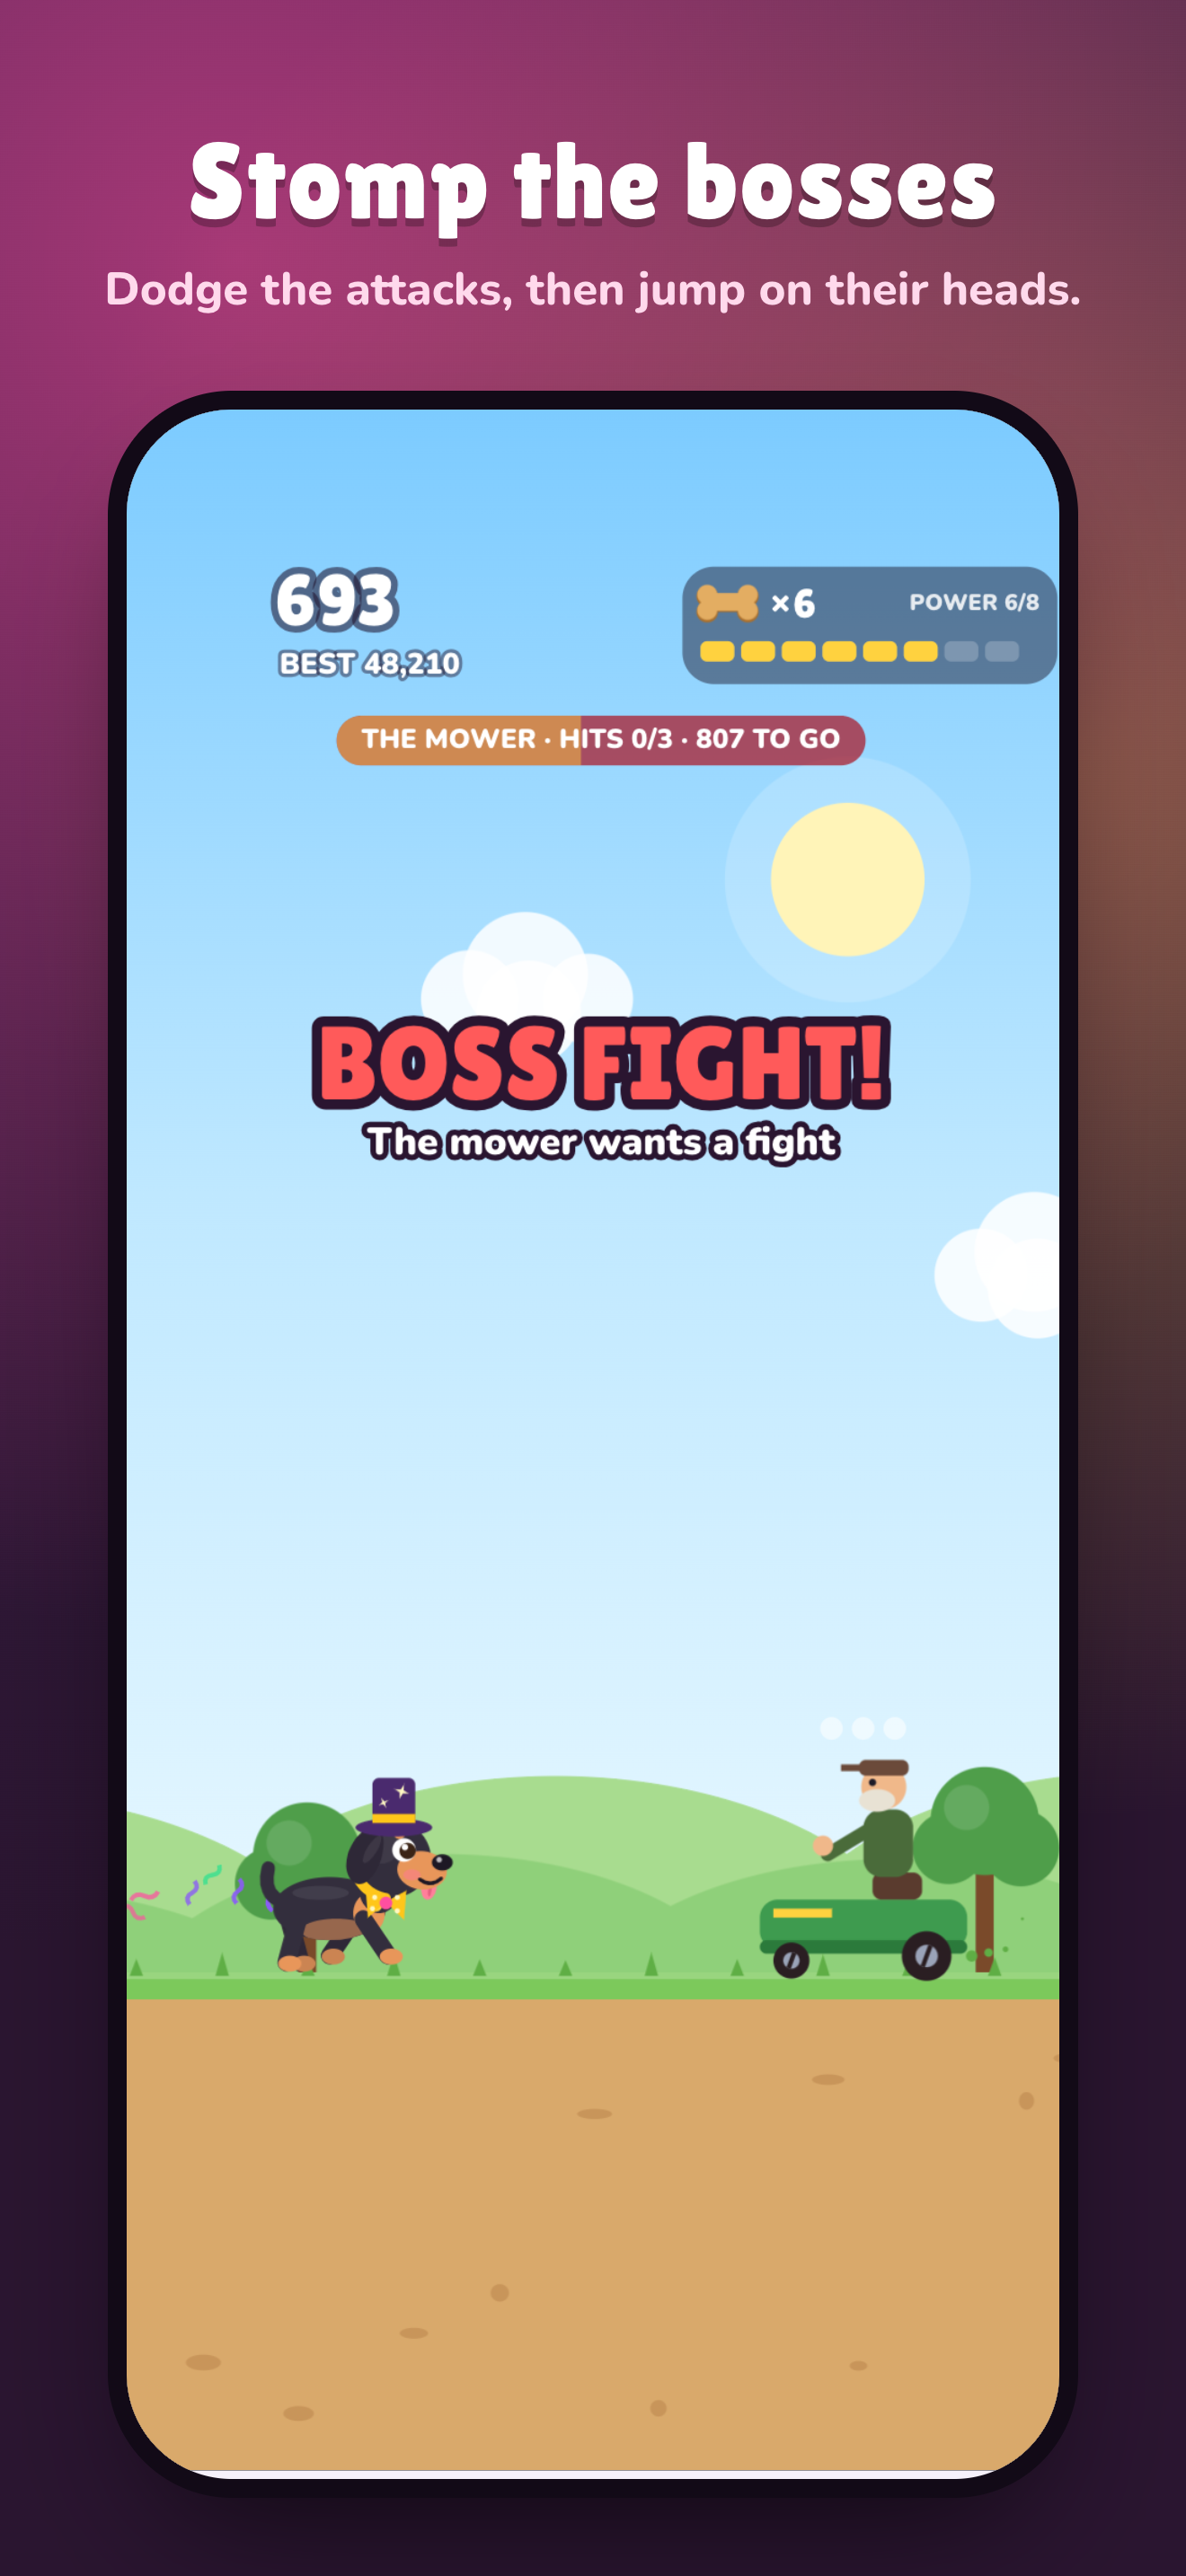 Stomp the bosses
Dodge the attacks, then jump on their heads.
693
×6
POWER 6/8
BEST 48,210
THE MOWER · HITS 0/3 · 807 TO GO
BOSS FIGHT!
The mower wants a fight